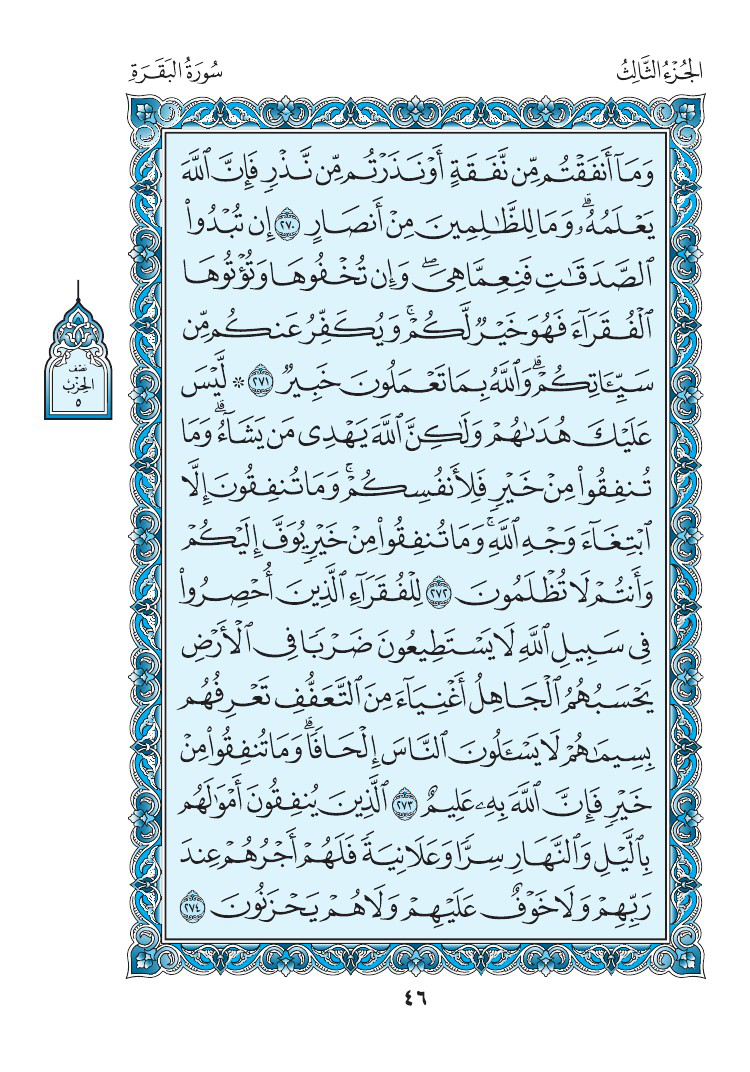 الجُزْءُ الثَّالِثُ
سُورَةُ البَقَرَةِ
وَمَآ أَنفَقۡتُم مِّن نَّفَقَةٍ أَوۡ نَذَرۡتُم مِّن نَّذۡرٖ فَإِنَّ ٱللَّهَ
يَعۡلَمُهُۥۗ وَمَا لِلظَّـٰلِمِينَ مِنۡ أَنصَارٍ ٢٧٠ إِن تُبۡدُواْ
ٱلصَّدَقَٰتِ فَنِعِمَّا هِيَۖ وَإِن تُخۡفُوهَا وَتُؤۡتُوهَا
ٱلۡفُقَرَآءَ فَهُوَ خَيۡرٞ لَّكُمۡۚ وَيُكَفِّرُ عَنكُم مِّن
سَيِّـَٔاتِكُمۡۗ وَٱللَّهُ بِمَا تَعۡمَلُونَ خَبِيرٞ ٢٧١ * لَّيۡسَ
عَلَيۡكَ هُدَىٰهُمۡ وَلَٰكِنَّ ٱللَّهَ يَهۡدِي مَن يَشَآءُۗ وَمَا
تُنفِقُواْ مِنۡ خَيۡرٖ فَلِأَنفُسِكُمۡۚ وَمَا تُنفِقُونَ إِلَّا
ٱبۡتِغَآءَ وَجۡهِ ٱللَّهِۚ وَمَا تُنفِقُواْ مِنۡ خَيۡرٖ يُوَفَّ إِلَيۡكُمۡ
وَأَنتُمۡ لَا تُظۡلَمُونَ ٢٧٢ لِلۡفُقَرَآءِ ٱلَّذِينَ أُحۡصِرُواْ
فِي سَبِيلِ ٱللَّهِ لَا يَسۡتَطِيعُونَ ضَرۡبٗا فِي ٱلۡأَرۡضِ
يَحۡسَبُهُمُ ٱلۡجَاهِلُ أَغۡنِيَآءَ مِنَ ٱلتَّعَفُّفِ تَعۡرِفُهُم
بِسِيمَٰهُمۡ لَا يَسۡـَٔلُونَ ٱلنَّاسَ إِلۡحَافٗاۗ وَمَا تُنفِقُواْ مِنۡ
خَيۡرٖ فَإِنَّ ٱللَّهَ بِهِۦ عَلِيمٌ ٢٧٣ ٱلَّذِينَ يُنفِقُونَ أَمۡوَٰلَهُم
بِٱلَّيۡلِ وَٱلنَّهَارِ سِرّٗا وَعَلَانِيَةٗ فَلَهُمۡ أَجۡرُهُمۡ عِندَ
رَبِّهِمۡ وَلَا خَوۡفٌ عَلَيۡهِمۡ وَلَا هُمۡ يَحۡزَنُونَ ٢٧٤
نصف
الحِزْب
٥
٤٦